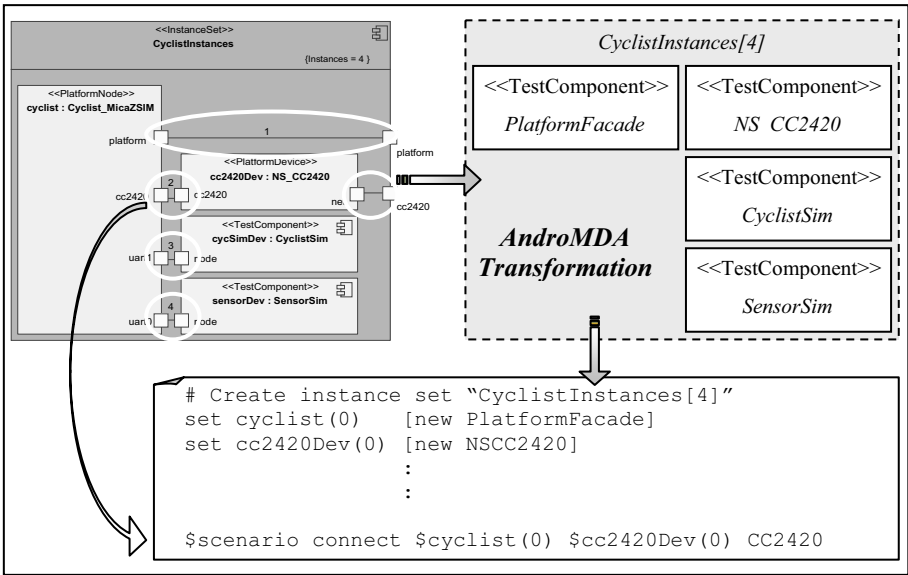 <<InstanceSet>>
CyclistInstances
{Instances = 4 }
<<PlatformNode>>
cyclist : Cyclist_MicaZSIM
platform
1
platform
<<PlatformDevice>>
cc2420Dev : NS_CC2420
cc2420
2
cc2420
cc2420
<<TestComponent>>
cycSimDev : CyclistSim
3
node
<<TestComponent>>
sensorDev : SensorSim
4
node
CyclistInstances[4]
<<TestComponent>>
PlatformFacade
<<TestComponent>>
NS CC2420
<<TestComponent>>
CyclistSim
<<TestComponent>>
SensorSim
AndroMDA
Transformation
# Create instance set “CyclistInstances[4]”
set cyclist(0) [new PlatformFacade]
set cc2420Dev(0) [new NSCC2420]
:
:
$scenario connect $cyclist(0) $cc2420Dev(0) CC2420